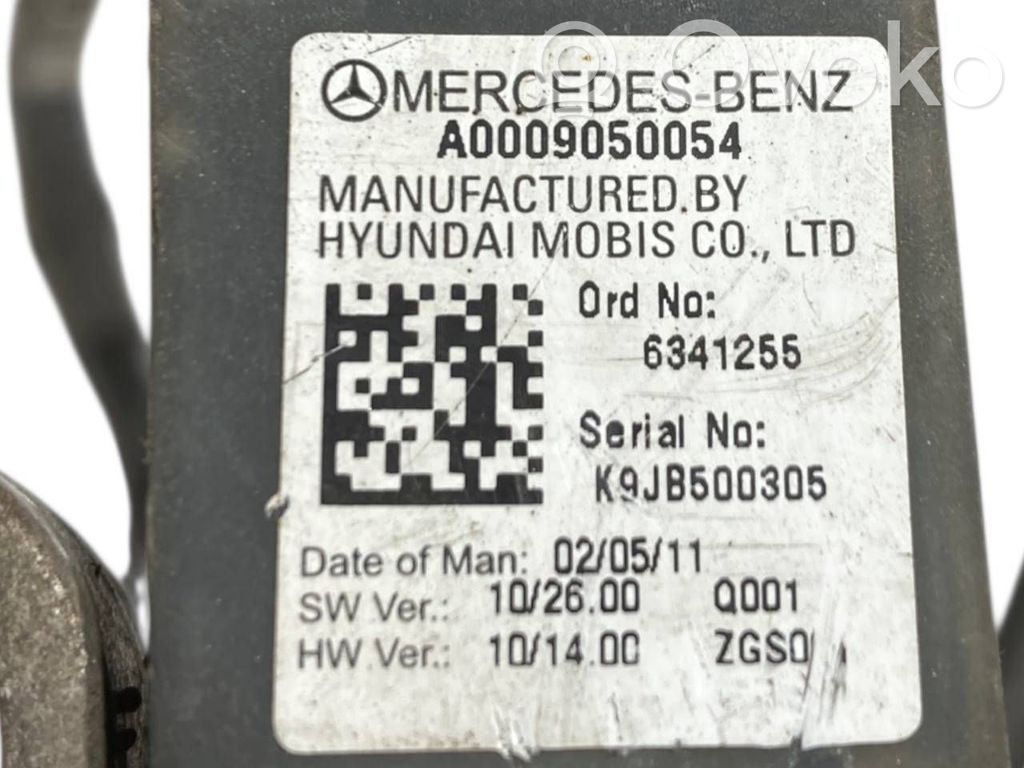 Ovoko
MERCEDES-BENZ
A0009050054
MANUFACTURED BY
HYUNDAI MOBIS CO., LTD
Ord No:
6341255
Serial No:
K9JB500305
Date of Man: 02/05/11
SW Ver.: 10/26.00 Q001
HW Ver.: 10/14.00